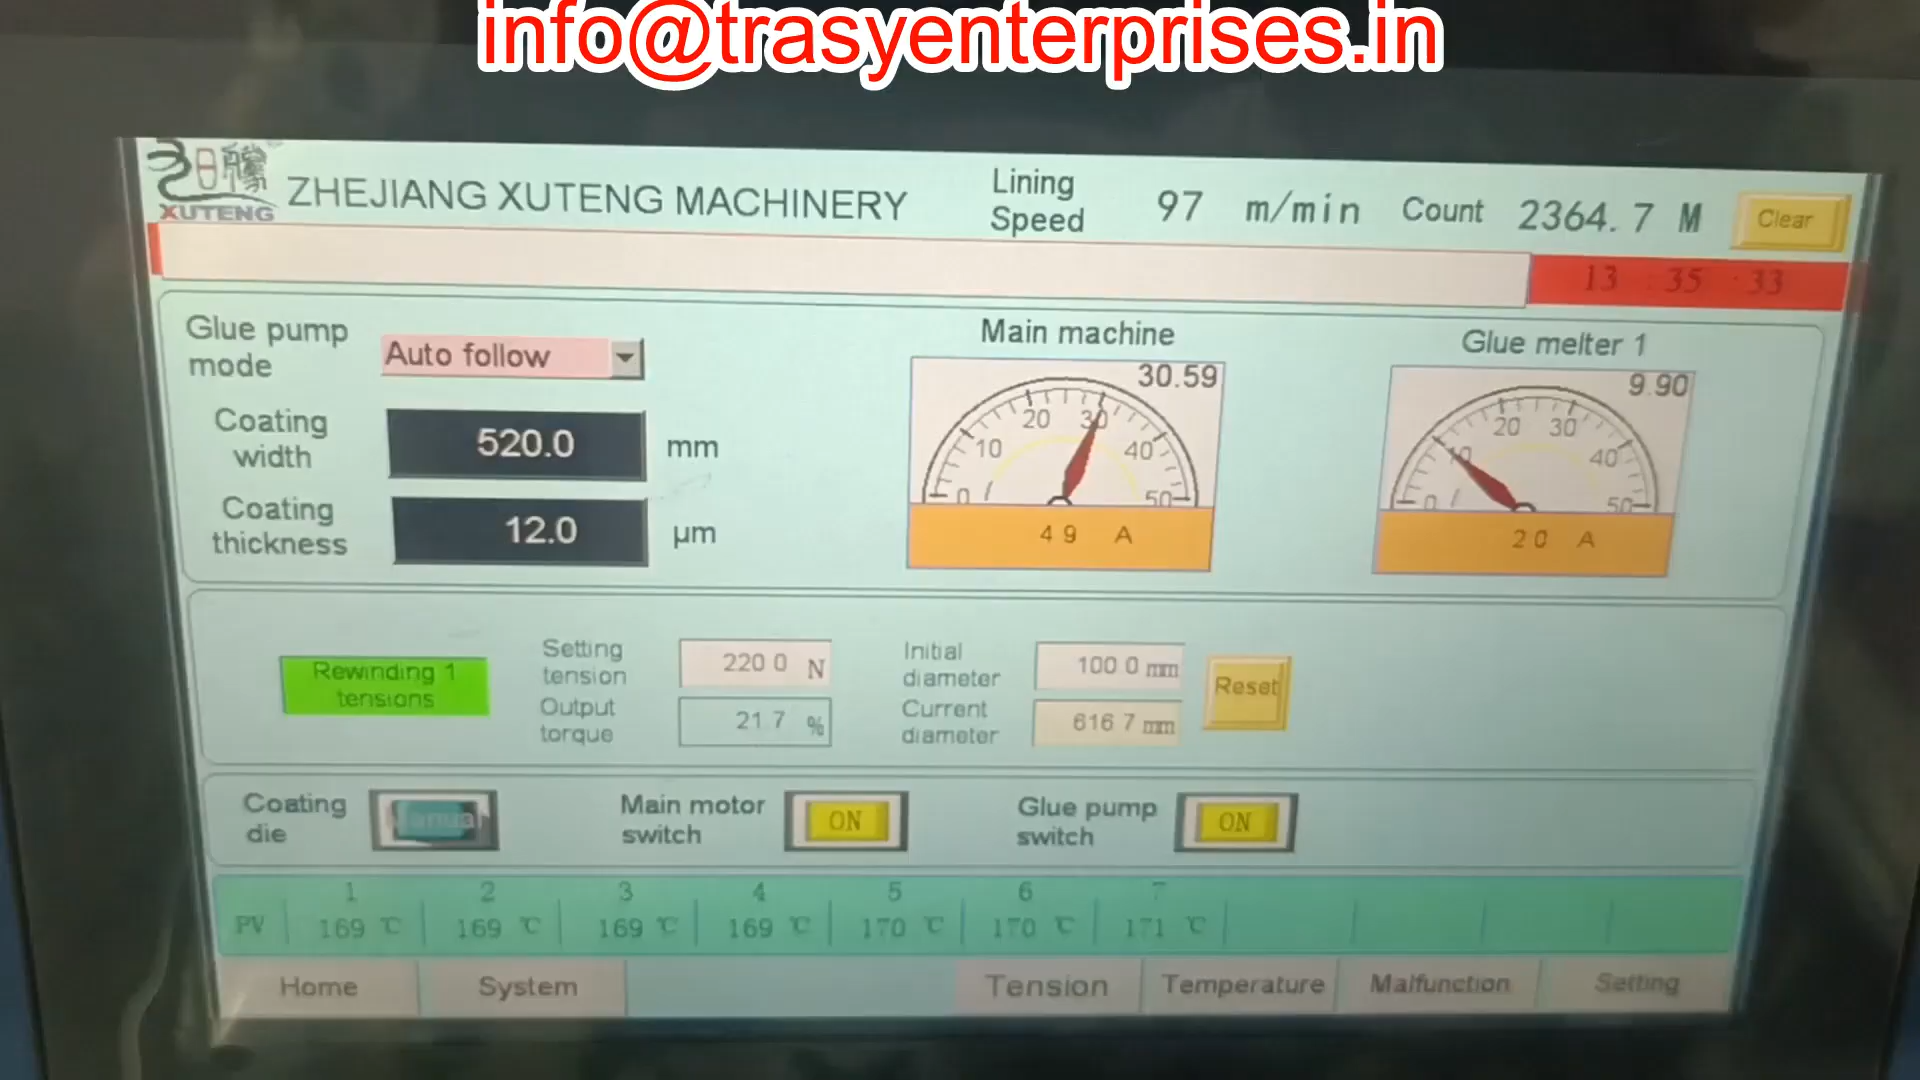 info@trasyenterprises.in
XUTENG
ZHEJIANG XUTENG MACHINERY
Lining Speed
97 m/min
Count 2364.7 M
Clear
13 : 35 : 33
Glue pump mode
Auto follow
Coating width
520.0 mm
Coating thickness
12.0 µm
Main machine
30.59
0 10 20 30 40 50
49 A
Glue melter 1
9.90
0 10 20 30 40 50
20 A
Rewinding 1 tensions
Setting tension
220 0 N
Output torque
21 7 %
Initial diameter
100 0 mm
Current diameter
616 7 mm
Reset
Coating die
Manual
Main motor switch
ON
Glue pump switch
ON
1 2 3 4 5 6 7
PV 169 ℃ 169 ℃ 169 ℃ 169 ℃ 170 ℃ 170 ℃ 171 ℃
Home System Tension Temperature Malfunction Setting